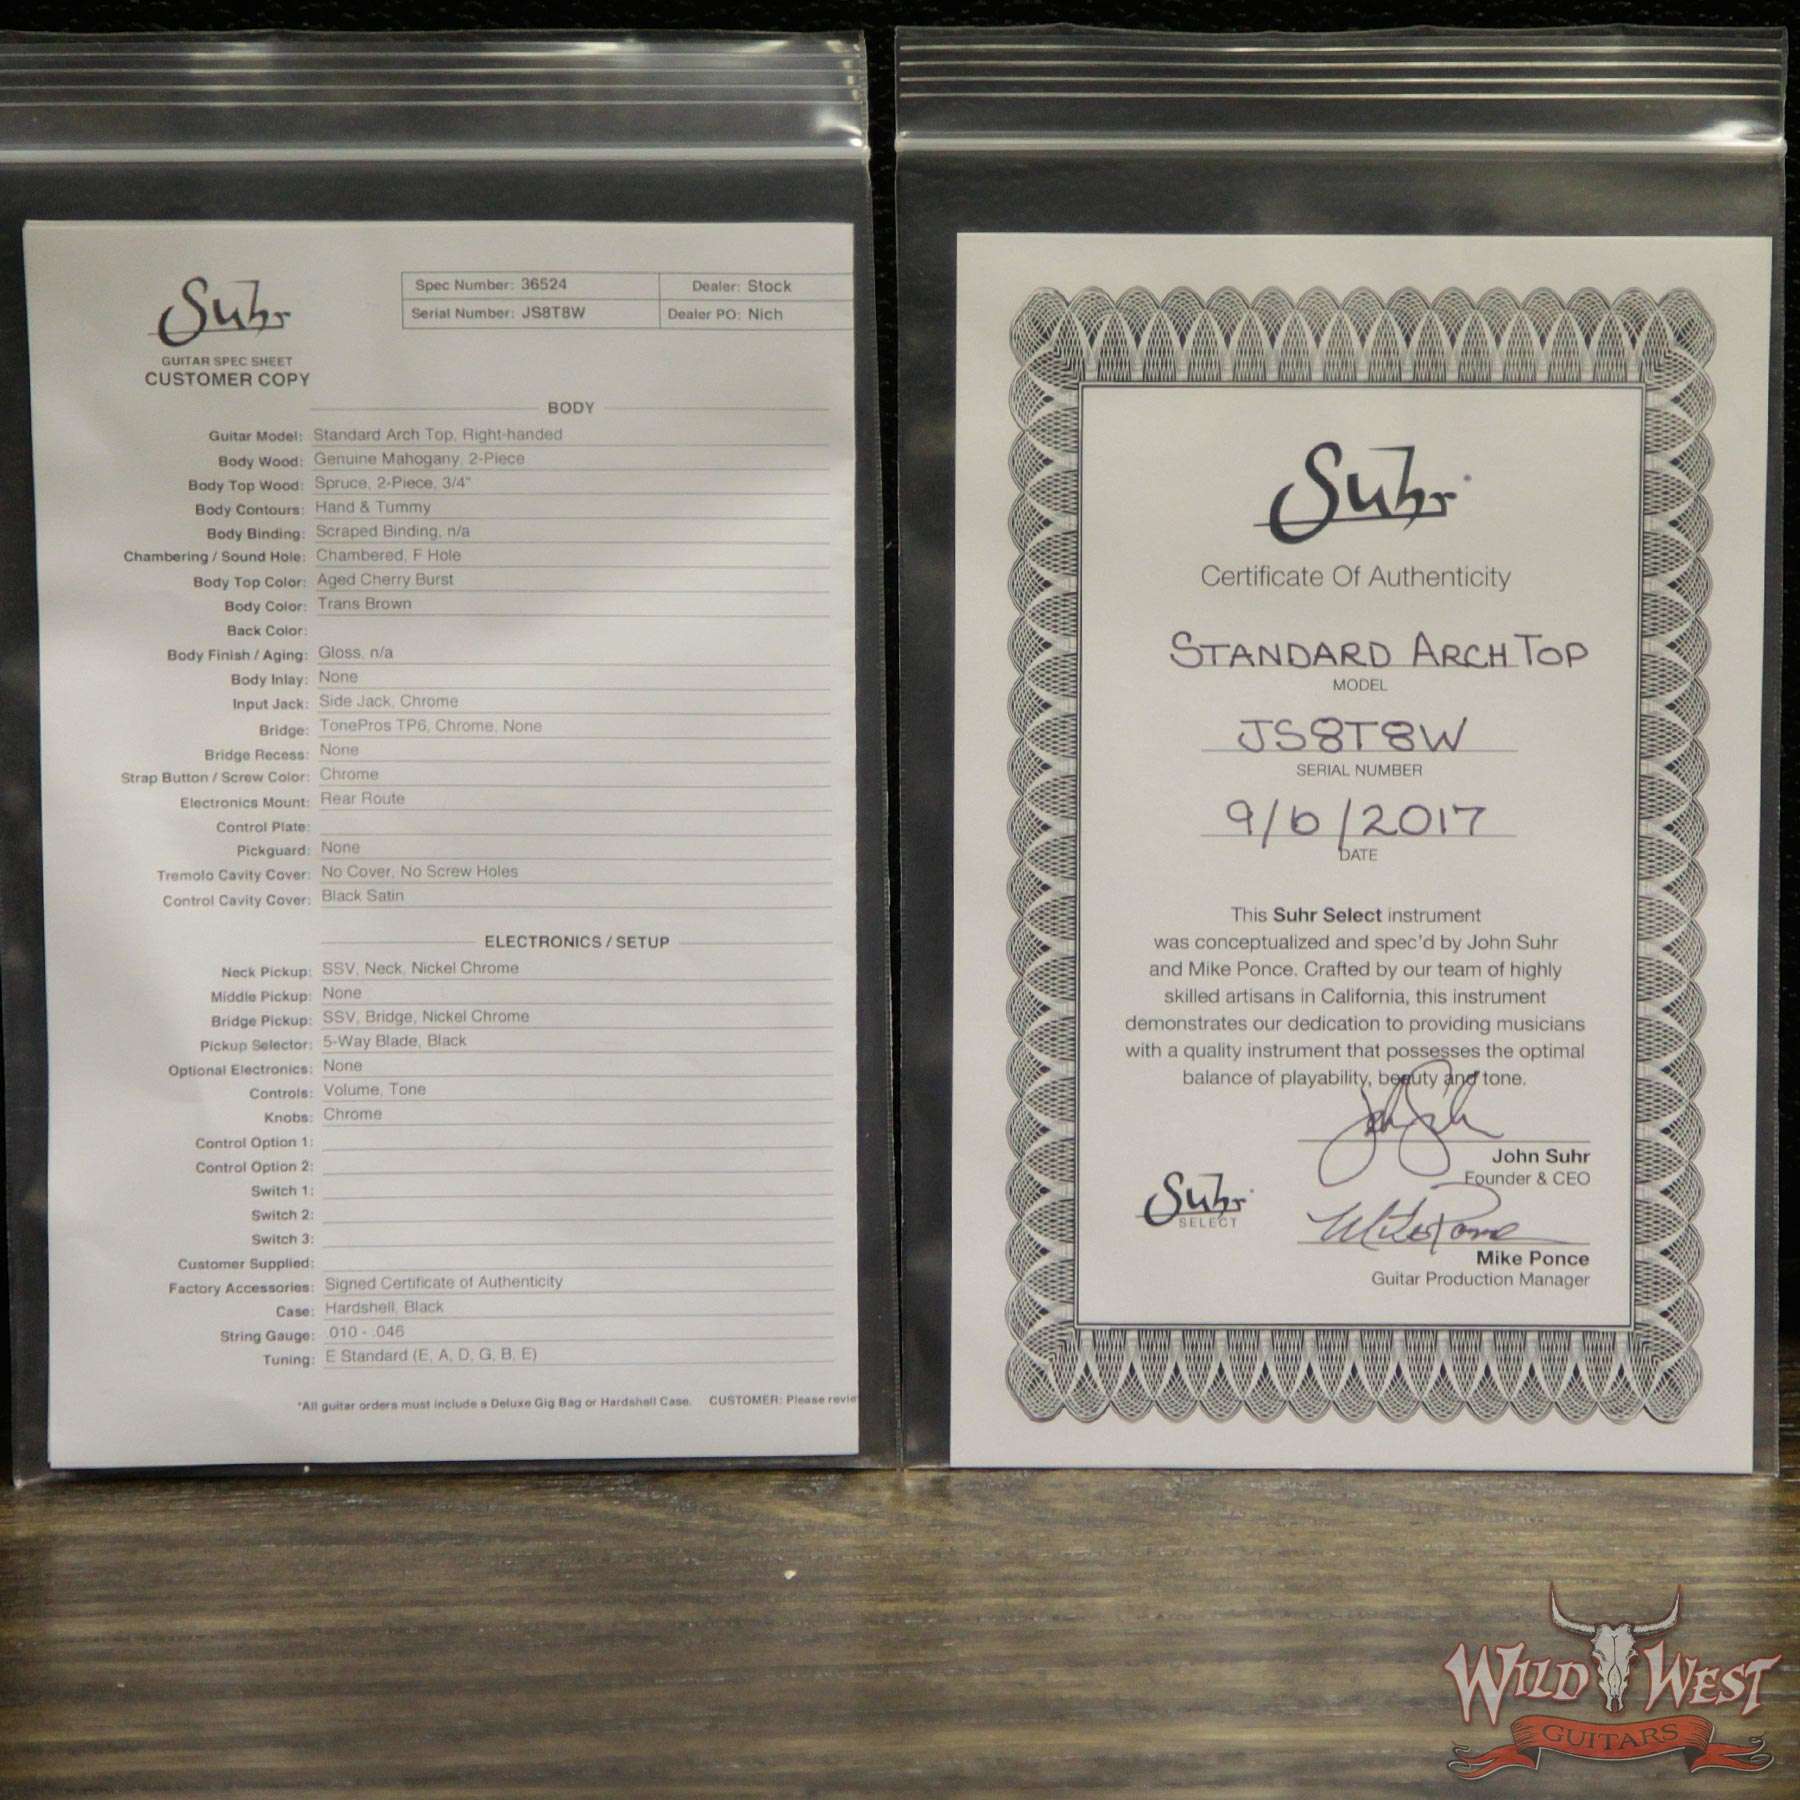 Suhr
GUITAR SPEC SHEET
CUSTOMER COPY
Spec Number: 36524
Dealer: Stock
Serial Number: JS8T8W
Dealer PO: Nich
BODY
Guitar Model: Standard Arch Top, Right-handed
Body Wood: Genuine Mahogany, 2-Piece
Body Top Wood: Spruce, 2-Piece, 3/4"
Body Contours: Hand & Tummy
Body Binding: Scraped Binding, n/a
Chambering / Sound Hole: Chambered, F Hole
Body Top Color: Aged Cherry Burst
Body Color: Trans Brown
Back Color:
Body Finish / Aging: Gloss, n/a
Body Inlay: None
Input Jack: Side Jack, Chrome
Bridge: TonePros TP6, Chrome, None
Bridge Recess: None
Strap Button / Screw Color: Chrome
Electronics Mount: Rear Route
Control Plate:
Pickguard: None
Tremolo Cavity Cover: No Cover, No Screw Holes
Control Cavity Cover: Black Satin
ELECTRONICS / SETUP
Neck Pickup: SSV, Neck, Nickel Chrome
Middle Pickup: None
Bridge Pickup: SSV, Bridge, Nickel Chrome
Pickup Selector: 5-Way Blade, Black
Optional Electronics: None
Controls: Volume, Tone
Knobs: Chrome
Control Option 1:
Control Option 2:
Switch 1:
Switch 2:
Switch 3:
Customer Supplied:
Factory Accessories: Signed Certificate of Authenticity
Case: Hardshell, Black
String Gauge: .010 - .046
Tuning: E Standard (E, A, D, G, B, E)
*All guitar orders must include a Deluxe Gig Bag or Hardshell Case. CUSTOMER: Please revie
Suhr
Certificate Of Authenticity
STANDARD ARCH TOP
MODEL
JS8T8W
SERIAL NUMBER
9/6/2017
DATE
This Suhr Select instrument
was conceptualized and spec'd by John Suhr
and Mike Ponce. Crafted by our team of highly
skilled artisans in California, this instrument
demonstrates our dedication to providing musicians
with a quality instrument that possesses the optimal
balance of playability, beauty and tone.
John Suhr
John Suhr
Founder & CEO
Suhr
SELECT
Mike Ponce
Mike Ponce
Guitar Production Manager
WILD WEST
GUITARS